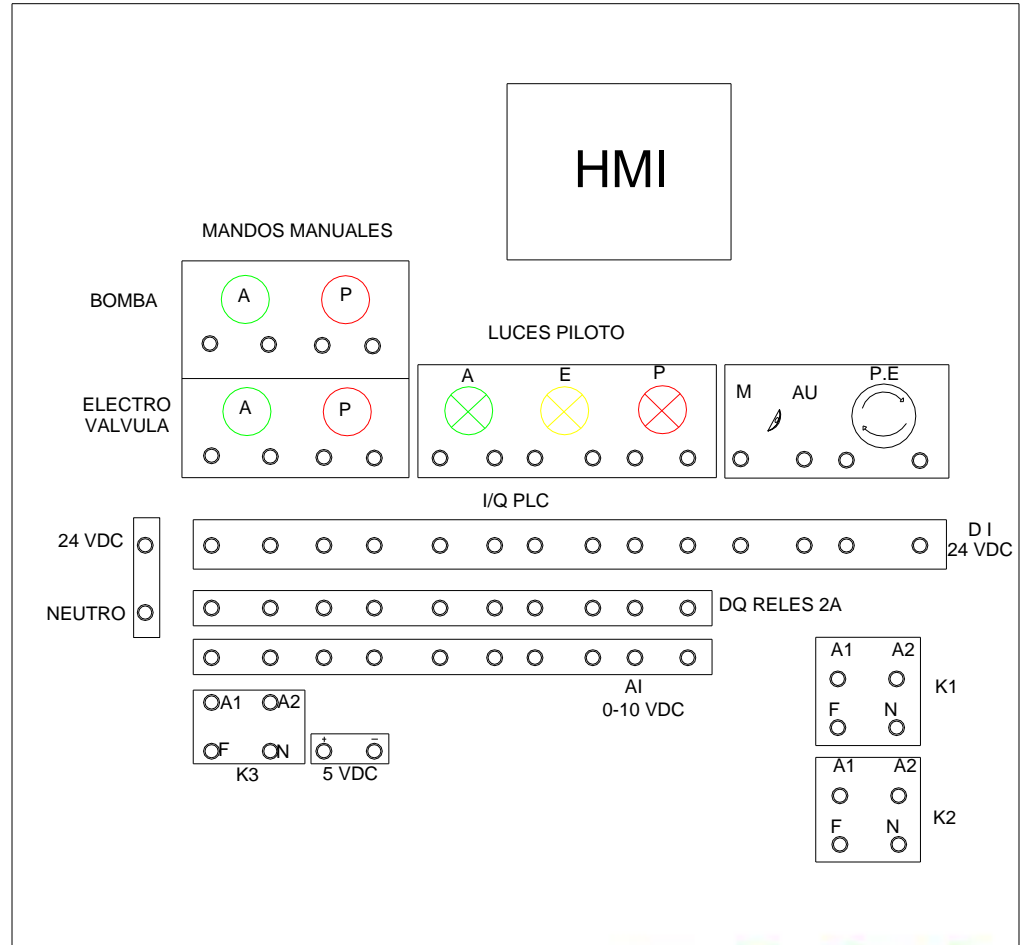 HMI
MANDOS MANUALES
BOMBA
A
P
LUCES PILOTO
ELECTRO
VALVULA
A
P
A
E
P
M
AU
P.E
I/Q PLC
24 VDC
D I
24 VDC
NEUTRO
DQ RELES 2A
AI
0-10 VDC
A1
A2
F
N
K3
+
-
5 VDC
A1
A2
F
N
K1
A1
A2
F
N
K2